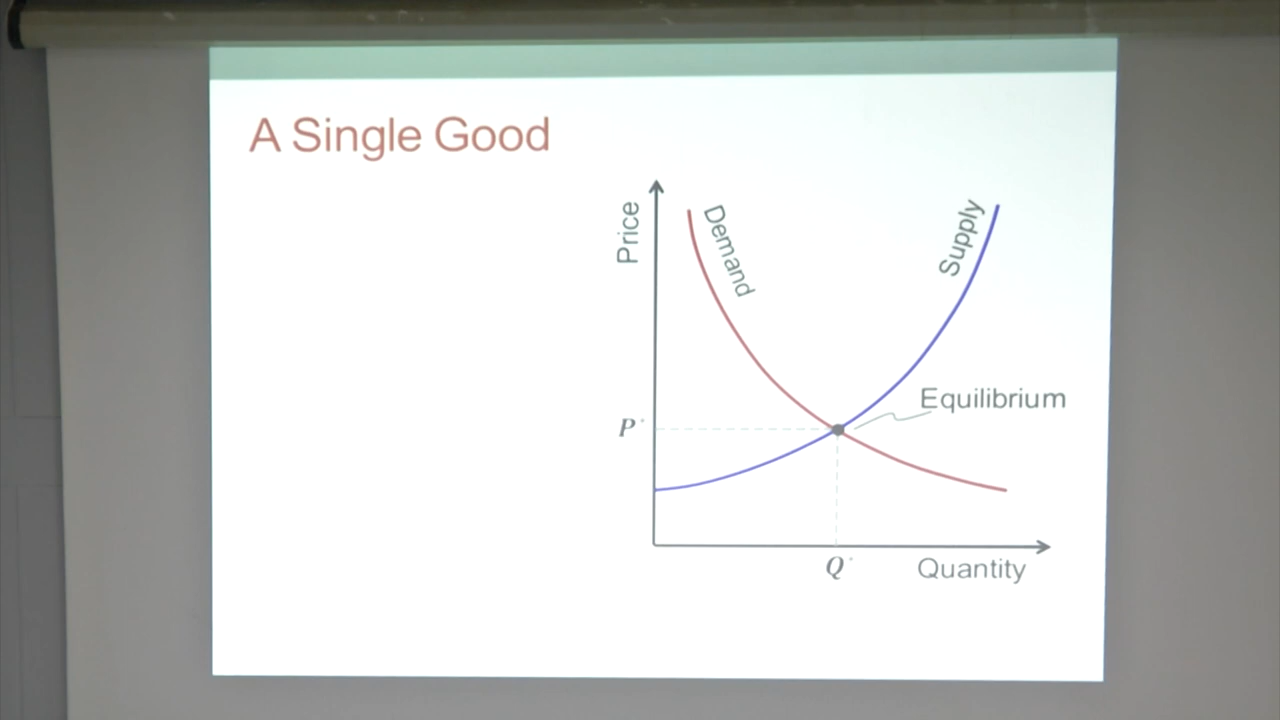 A Single Good
Price
Demand
Supply
Equilibrium
P*
Q*
Quantity